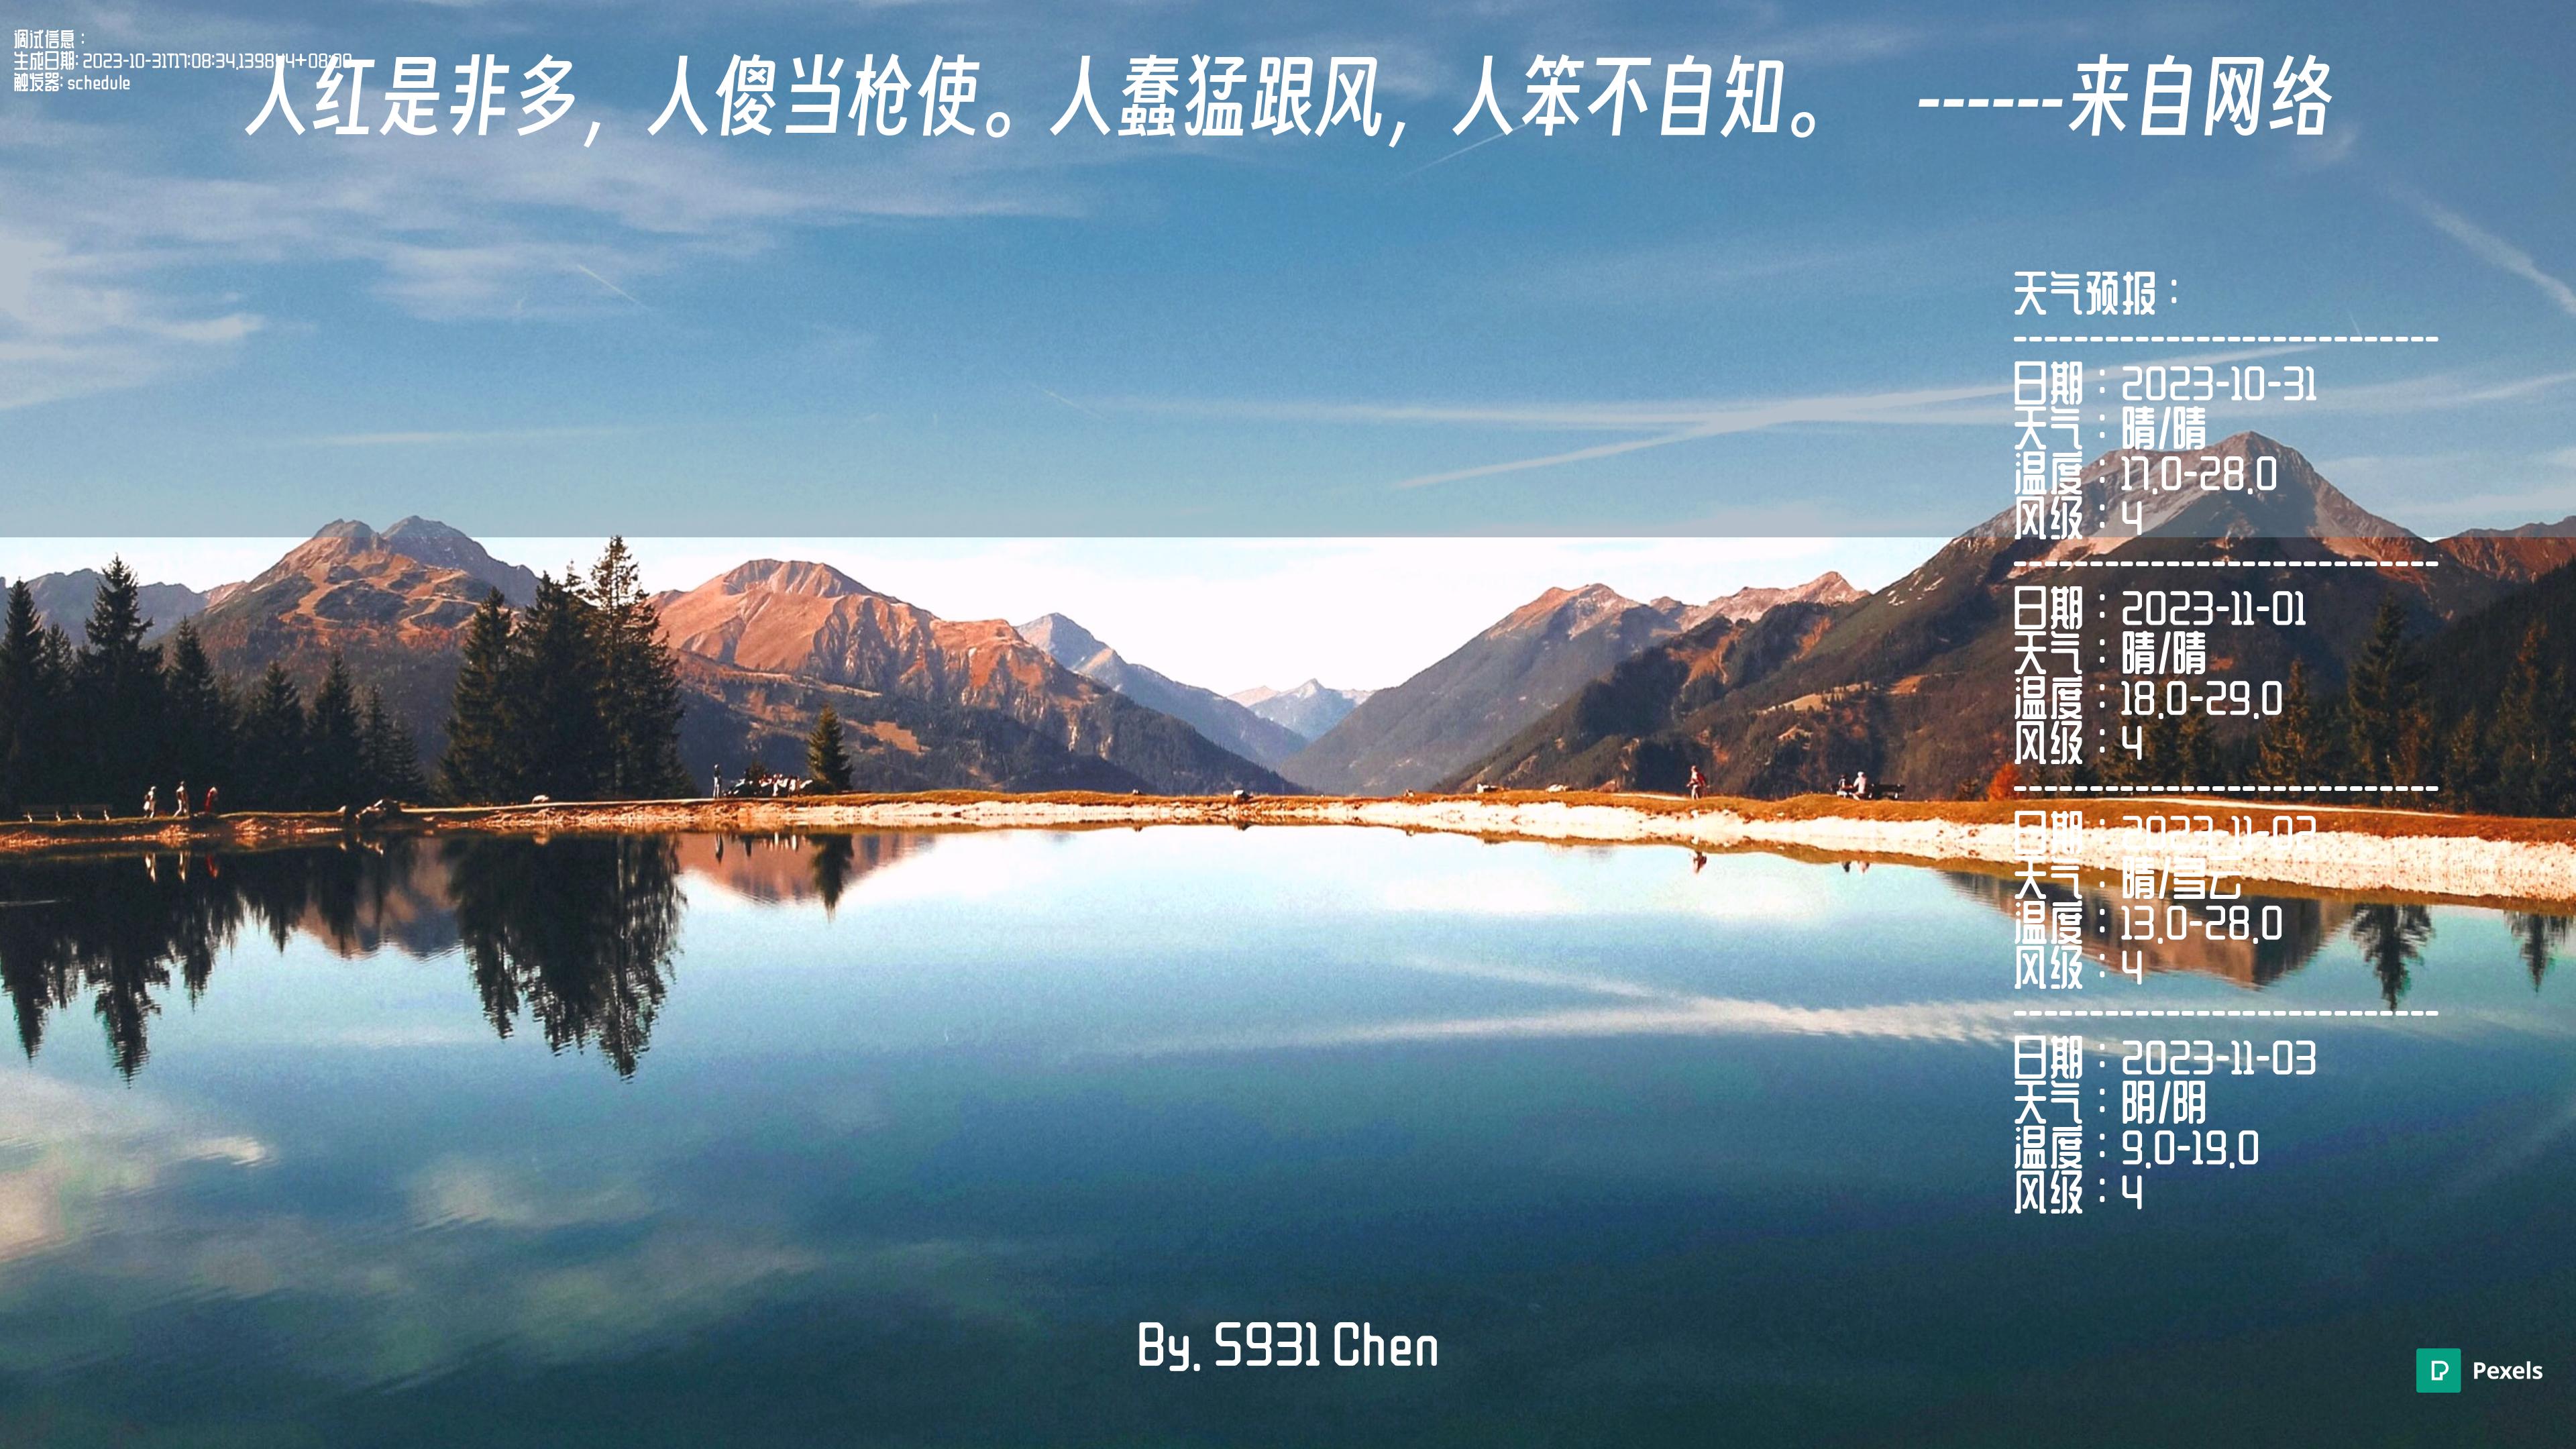 调试信息：
生成日期: 2023-10-31T17:08:34.139844+08:00
触发器: schedule
人红是非多，人傻当枪使。人蠢猛跟风，人笨不自知。 ------来自网络
天气预报：
----------------------------
日期：2023-10-31
天气：晴/晴
温度：17.0-28.0
风级：4
----------------------------
日期：2023-11-01
天气：晴/晴
温度：18.0-29.0
风级：4
----------------------------
日期：2023-11-02
天气：晴/多云
温度：13.0-28.0
风级：4
----------------------------
日期：2023-11-03
天气：阴/阴
温度：9.0-19.0
风级：4
By. S931 Chen
Pexels